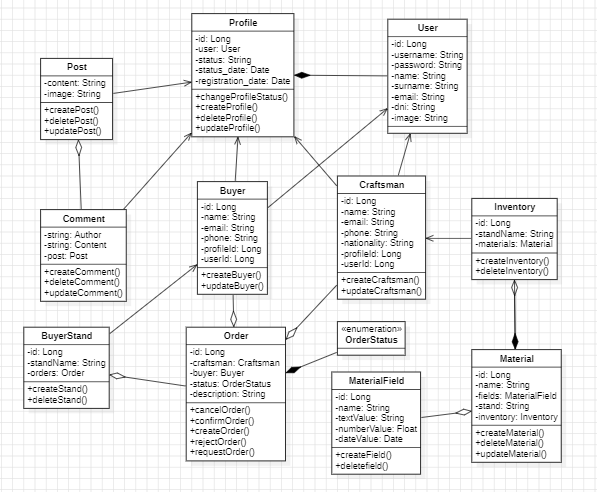 Profile
-id: Long
-user: User
-status: String
-status_date: Date
-registration_date: Date
+changeProfileStatus()
+createProfile()
+deleteProfile()
+updateProfile()
User
-id: Long
-username: String
-password: String
-name: String
-surname: String
-email: String
-dni: String
-image: String
Post
-content: String
-image: String
+createPost()
+deletePost()
+updatePost()
Comment
-string: Author
-string: Content
-post: Post
+createComment()
+deleteComment()
+updateComment()
Buyer
-id: Long
-name: String
-email: String
-phone: String
-profileId: Long
-userId: Long
+createBuyer()
+updateBuyer()
Craftsman
-id: Long
-name: String
-email: String
-phone: String
-nationality: String
-profileId: Long
-userId: Long
+createCraftsman()
+updateCraftsman()
Inventory
-id: Long
-standName: String
-materials: Material
+createInventory()
+deleteInventory()
BuyerStand
-id: Long
-standName: String
-orders: Order
+createStand()
+deleteStand()
Order
-id: Long
-craftsman: Craftsman
-buyer: Buyer
-status: OrderStatus
-description: String
+cancelOrder()
+confirmOrder()
+createOrder()
+rejectOrder()
+requestOrder()
«enumeration»
OrderStatus
MaterialField
-id: Long
-name: String
-textValue: String
-numberValue: Float
-dateValue: Date
+createField()
+deletefield()
Material
-id: Long
-name: String
-fields: MaterialField
-stand: String
-inventory: Inventory
+createMaterial()
+deleteMaterial()
+updateMaterial()